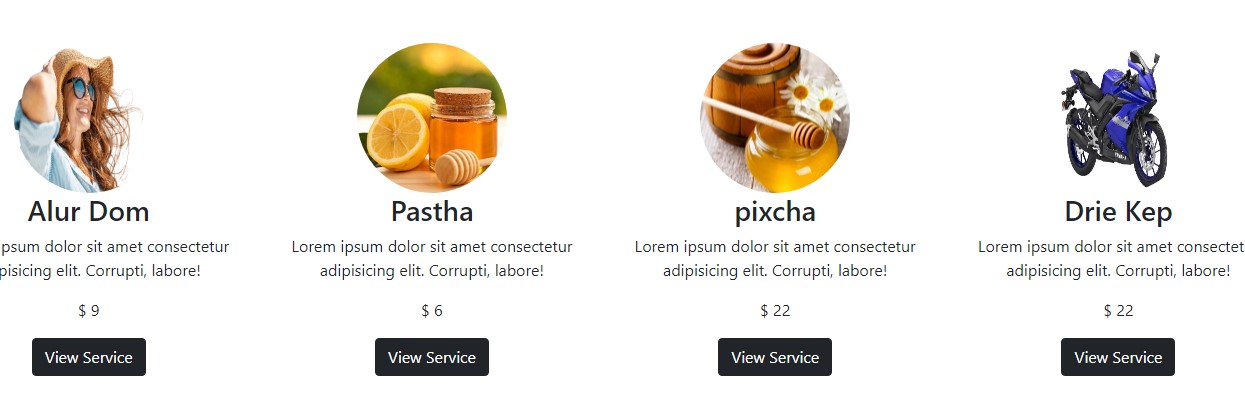 Alur Dom
psum dolor sit amet consectetur
pisicing elit. Corrupti, labore!
$ 9
View Service
Pastha
Lorem ipsum dolor sit amet consectetur
adipisicing elit. Corrupti, labore!
$ 6
View Service
pixcha
Lorem ipsum dolor sit amet consectetur
adipisicing elit. Corrupti, labore!
$ 22
View Service
Drie Kep
Lorem ipsum dolor sit amet consectet
adipisicing elit. Corrupti, labore!
$ 22
View Service